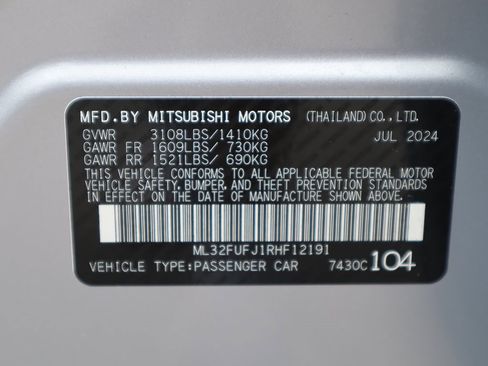 MFD.BY MITSUBISHI MOTORS (THAILAND)CO.,LTD.
GVWR 3108LBS/1410KG JUL 2024
GAWR FR 1609LBS/ 730KG
GAWR RR 1521LBS/ 690KG
THIS VEHICLE CONFORMS TO ALL APPLICABLE FEDERAL MOTOR
VEHICLE SAFETY, BUMPER, AND THEFT PREVENTION STANDARDS
IN EFFECT ON THE DATE OF MANUFACTURE SHOWN ABOVE.
ML32FUFJ1RHF12191
VEHICLE TYPE:PASSENGER CAR 7430C 104